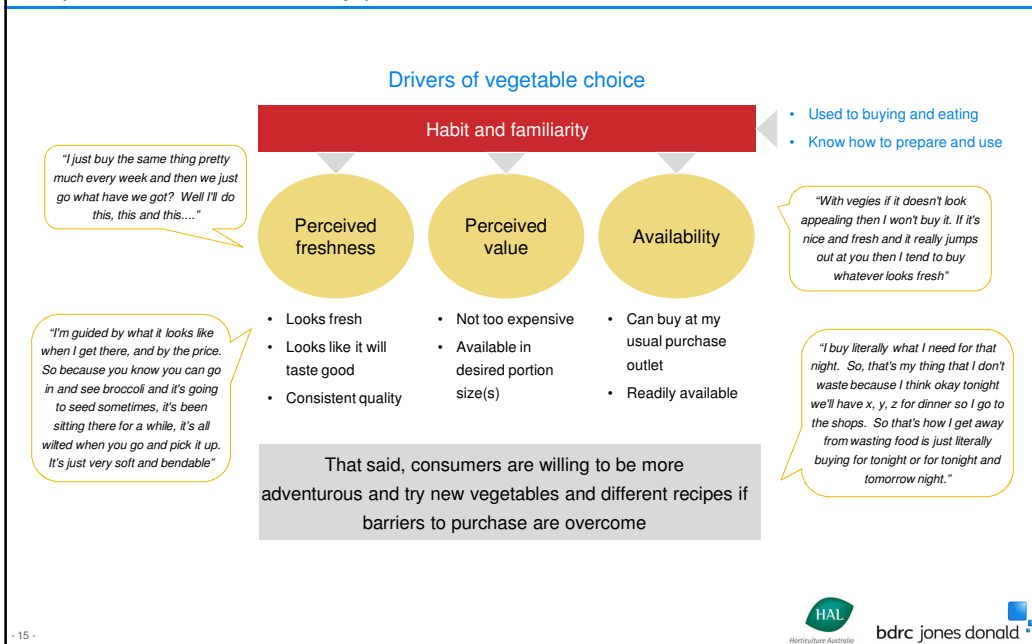 Drivers of vegetable choice
Habit and familiarity
• Used to buying and eating
• Know how to prepare and use
“I just buy the same thing pretty
much every week and then we just
go what have we got?  Well I'll do
this, this and this....”
Perceived
freshness
Perceived
value
Availability
“With vegies if it doesn't look
appealing then I won't buy it. If it's
nice and fresh and it really jumps
out at you then I tend to buy
whatever looks fresh”
“I'm guided by what it looks like
when I get there, and by the price.
So because you know you can go
in and see broccoli and it's going
to seed sometimes, it's been
sitting there for a while, it's all
wilted when you go and pick it up.
It's just very soft and bendable”
• Looks fresh
• Looks like it will
taste good
• Consistent quality
• Not too expensive
• Available in
desired portion
size(s)
• Can buy at my
usual purchase
outlet
• Readily available
“I buy literally what I need for that
night.  So, that's my thing that I don't
waste because I think okay tonight
we'll have x, y, z for dinner so I go to
the shops.  So that's how I get away
from wasting food is just literally
buying for tonight or for tonight and
tomorrow night.”
That said, consumers are willing to be more
adventurous and try new vegetables and different recipes if
barriers to purchase are overcome
- 15 -
HAL
Horticulture Australia
bdrc jones donald